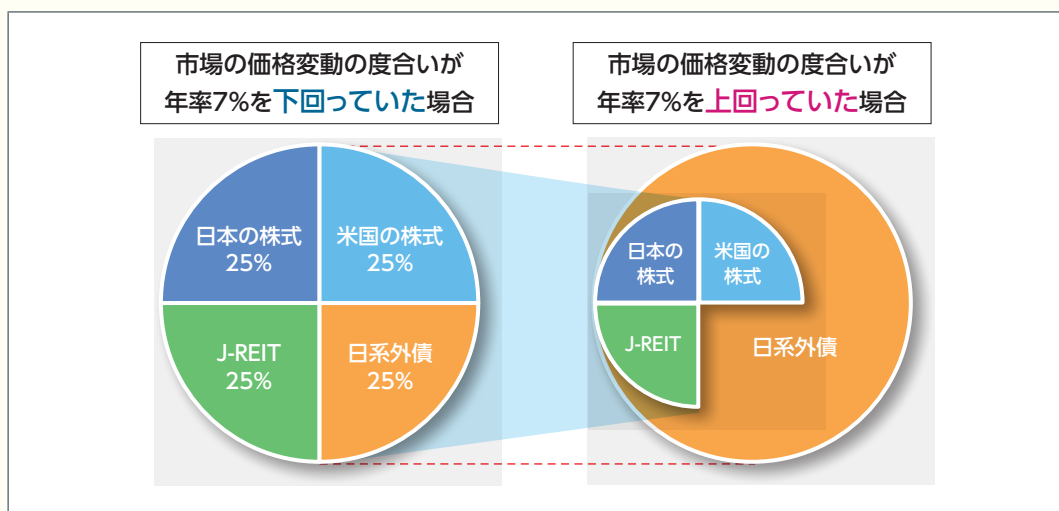 市場の価格変動の度合いが
年率7%を下回っていた場合
市場の価格変動の度合いが
年率7%を上回っていた場合
日本の株式
25%
米国の株式
25%
J-REIT
25%
日系外債
25%
日本の
株式
米国の
株式
J-REIT
日系外債